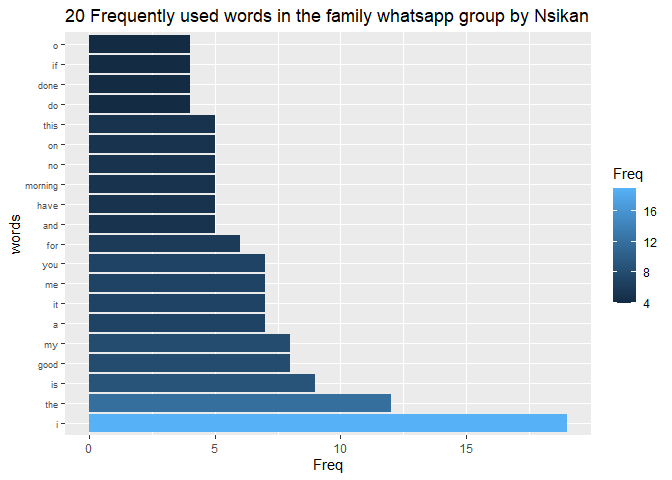 20 Frequently used words in the family whatsapp group by Nsikan
words
o
if
done
do
this
on
no
morning
have
and
for
you
me
it
a
my
good
is
the
i
0 5 10 15
Freq
Freq
16
12
8
4